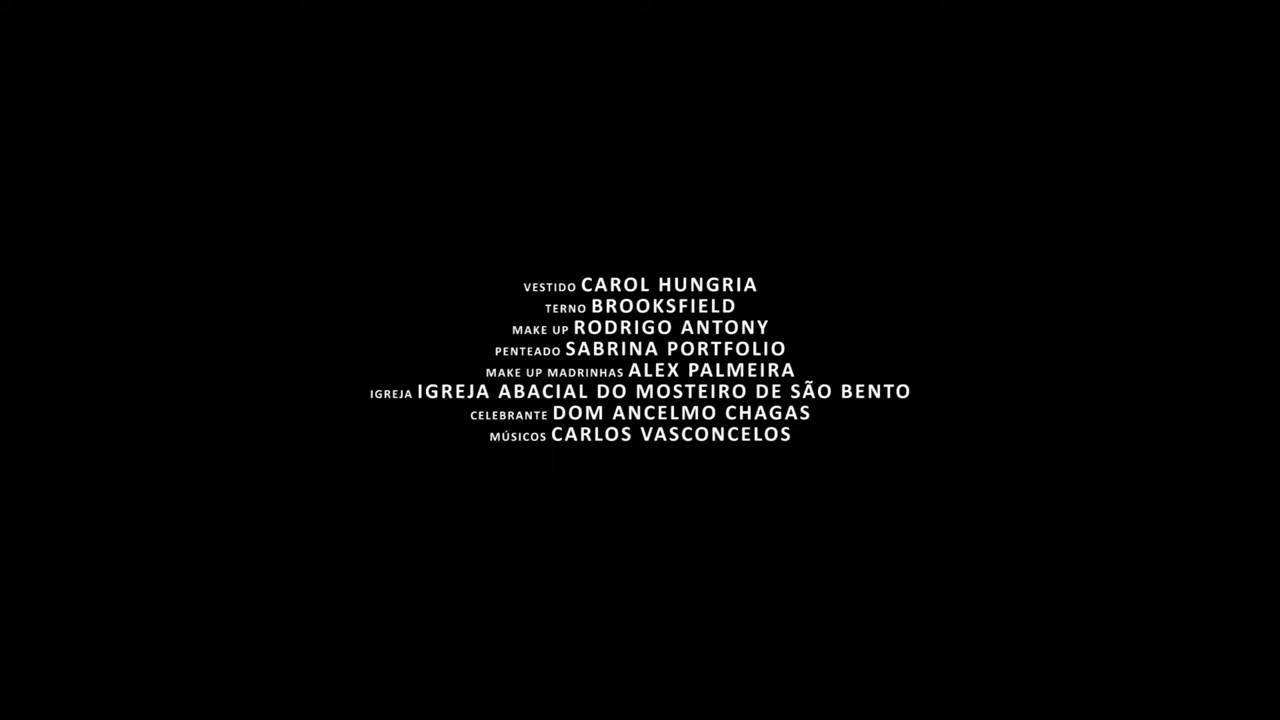 VESTIDO CAROL HUNGRIA
TERNO BROOKSFIELD
MAKE UP RODRIGO ANTONY
PENTEADO SABRINA PORTFOLIO
MAKE UP MADRINHAS ALEX PALMEIRA
IGREJA IGREJA ABACIAL DO MOSTEIRO DE SÃO BENTO
CELEBRANTE DOM ANCELMO CHAGAS
MÚSICOS CARLOS VASCONCELOS